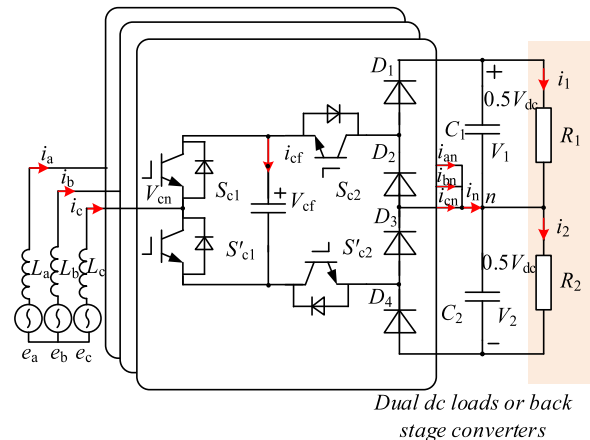 D1
i1
0.5Vdc
C1
V1
R1
ia
ib
ic
Vcn
Sc1
icf
Vcf
Sc2
D2
ian
ibn
icn
in
n
D3
S'c1
S'c2
i2
0.5Vdc
La
Lb
Lc
D4
C2
V2
R2
ea
eb
ec
+
+
−
Dual dc loads or back
stage converters